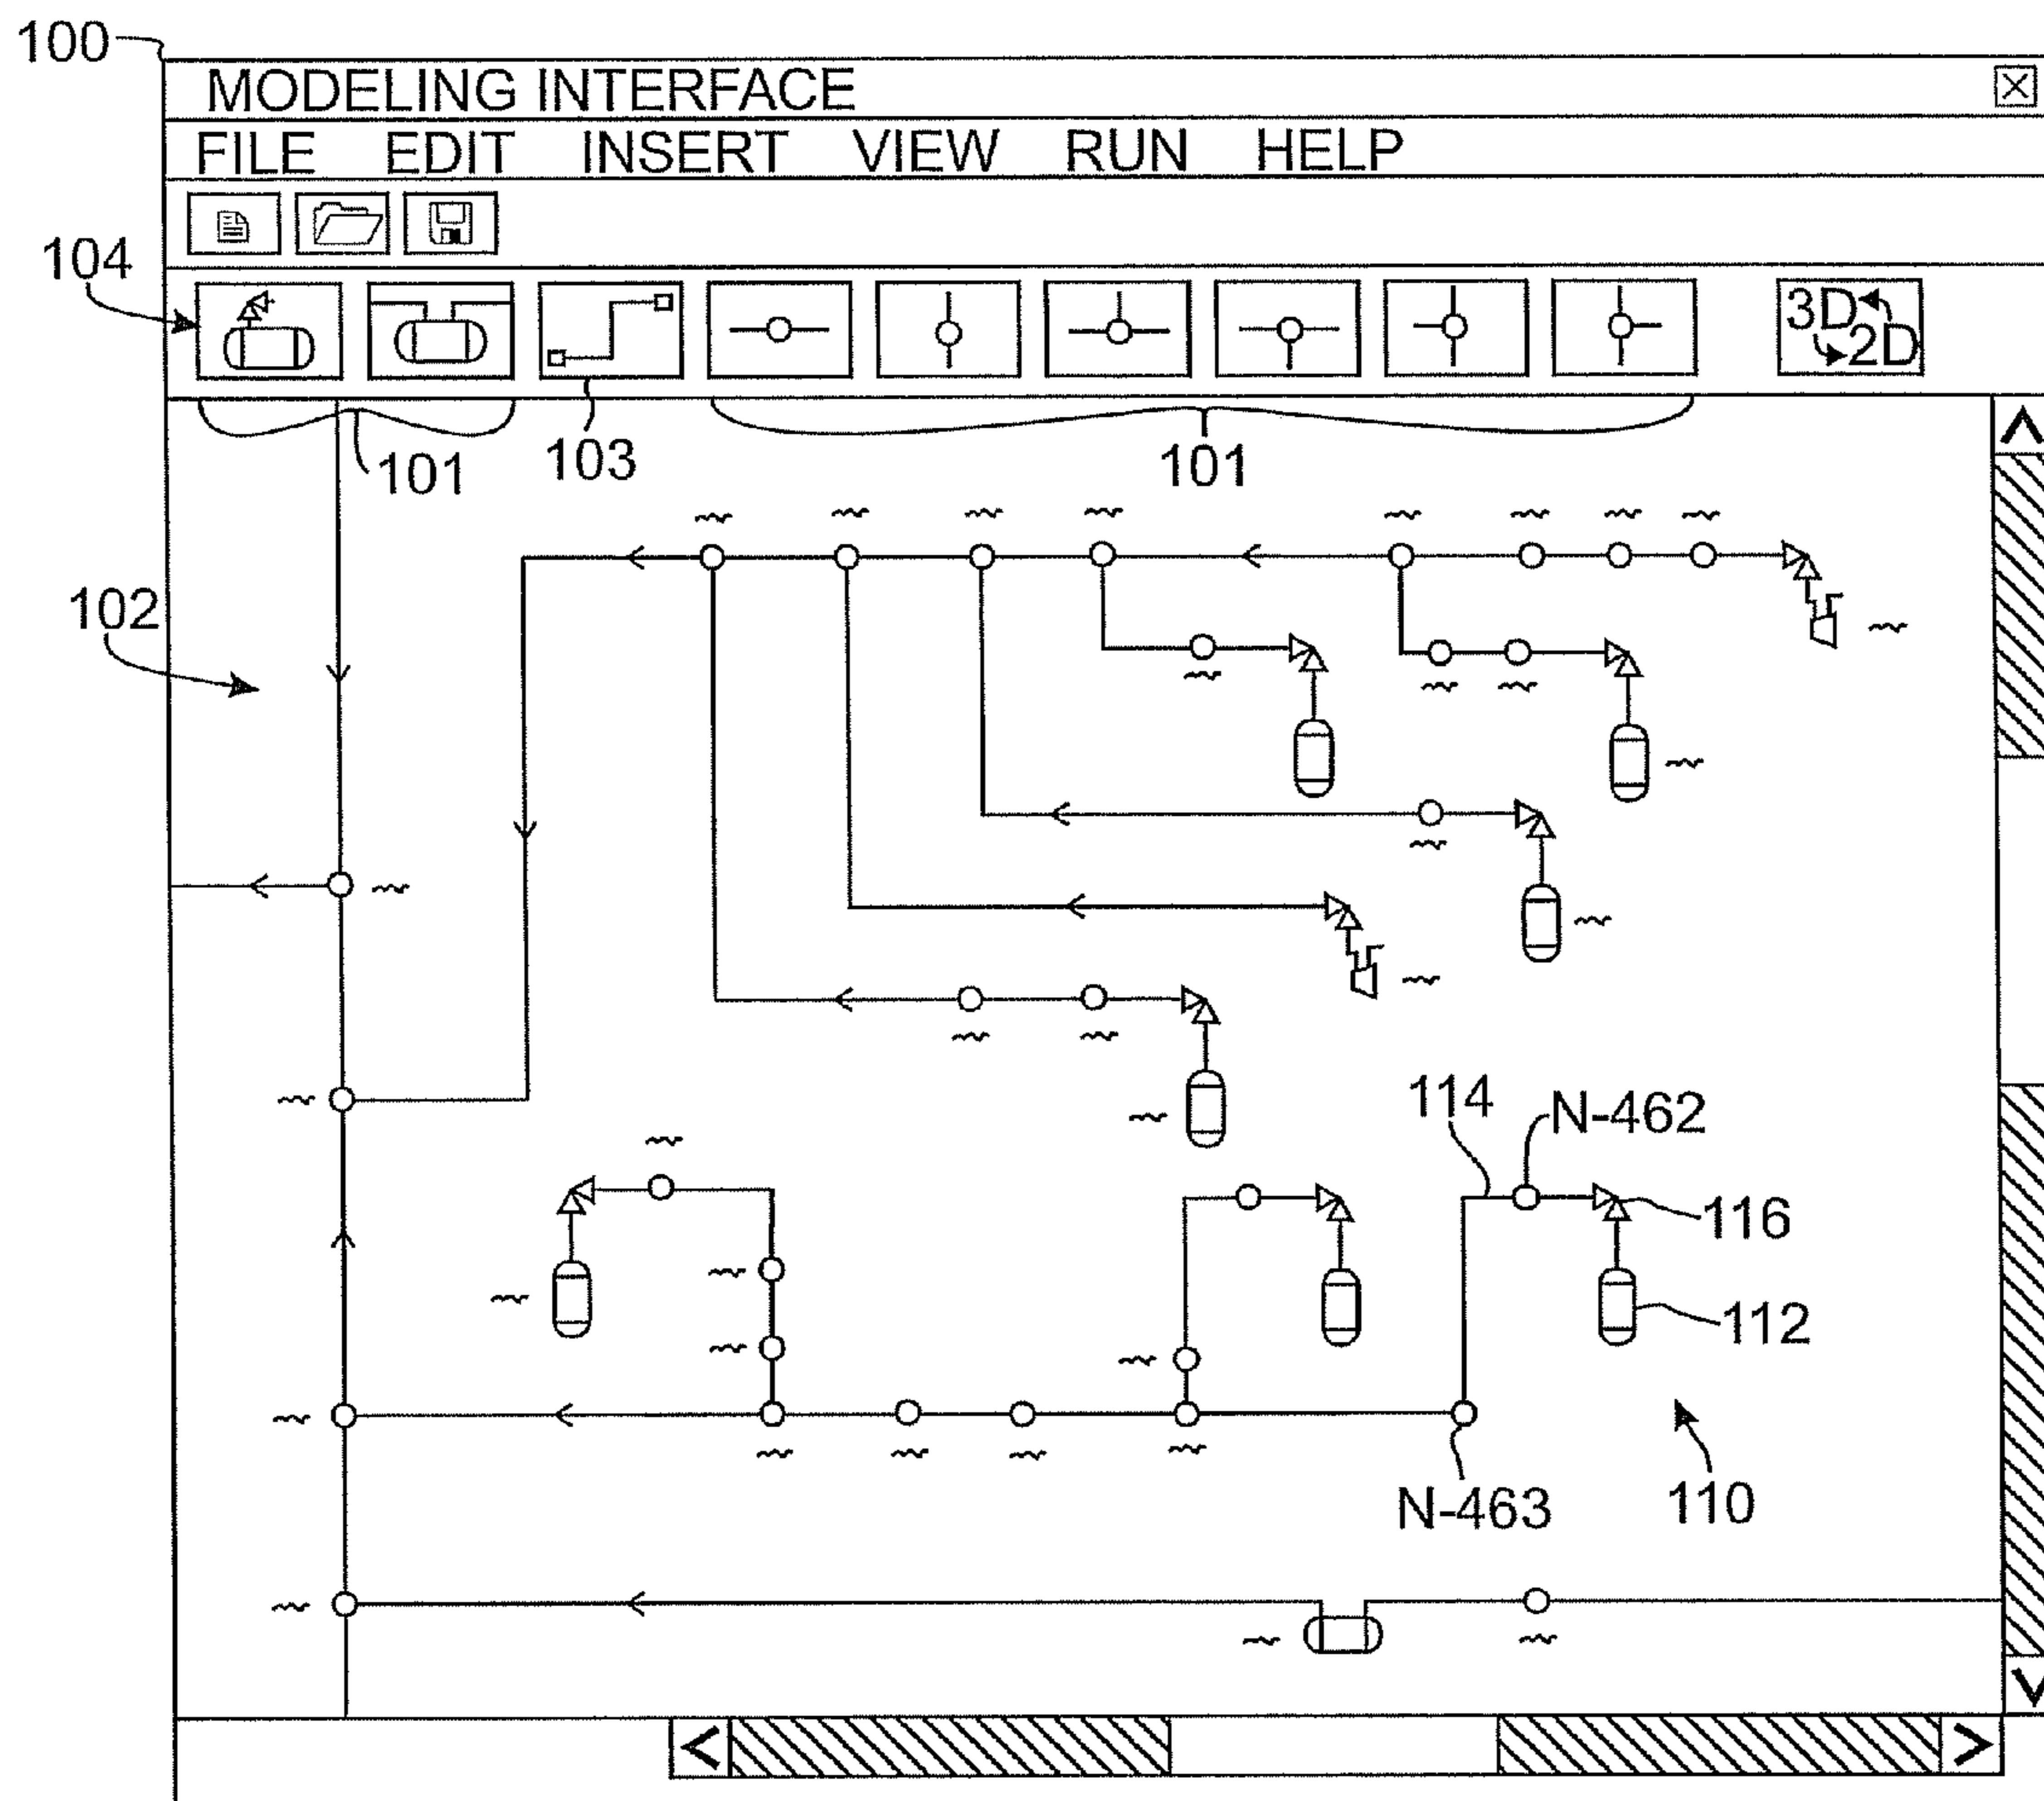 100
MODELING INTERFACE
FILE EDIT INSERT VIEW RUN HELP
104
3D
2D
101
103
101
102
114
N-462
116
112
N-463
110